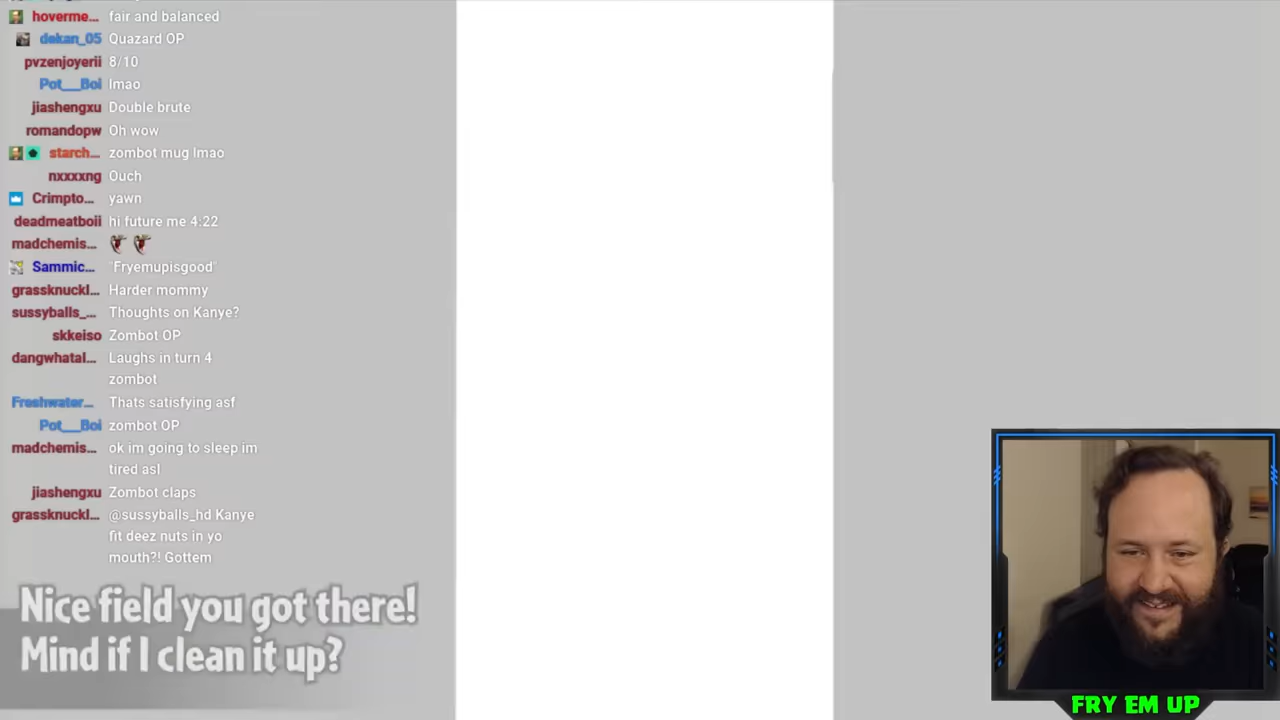 hoverme... fair and balanced
dekan_05 Quazard OP
pvzenjoyerii 8/10
Pot__Boi lmao
jiashengxu Double brute
romandopw Oh wow
starch... zombot mug lmao
nxxxxng Ouch
Crimpto... yawn
deadmeatboii hi future me 4:22
madchemis...
Sammic... "Fryemupisgood"
grassknuckl... Harder mommy
sussyballs_... Thoughts on Kanye?
skkeiso Zombot OP
dangwhatal... Laughs in turn 4
zombot
Freshwater... Thats satisfying asf
Pot__Boi zombot OP
madchemis... ok im going to sleep im
tired asl
jiashengxu Zombot claps
grassknuckl... @sussyballs_hd Kanye
fit deez nuts in yo
mouth?! Gottem
Nice field you got there!
Mind if I clean it up?
FRY EM UP